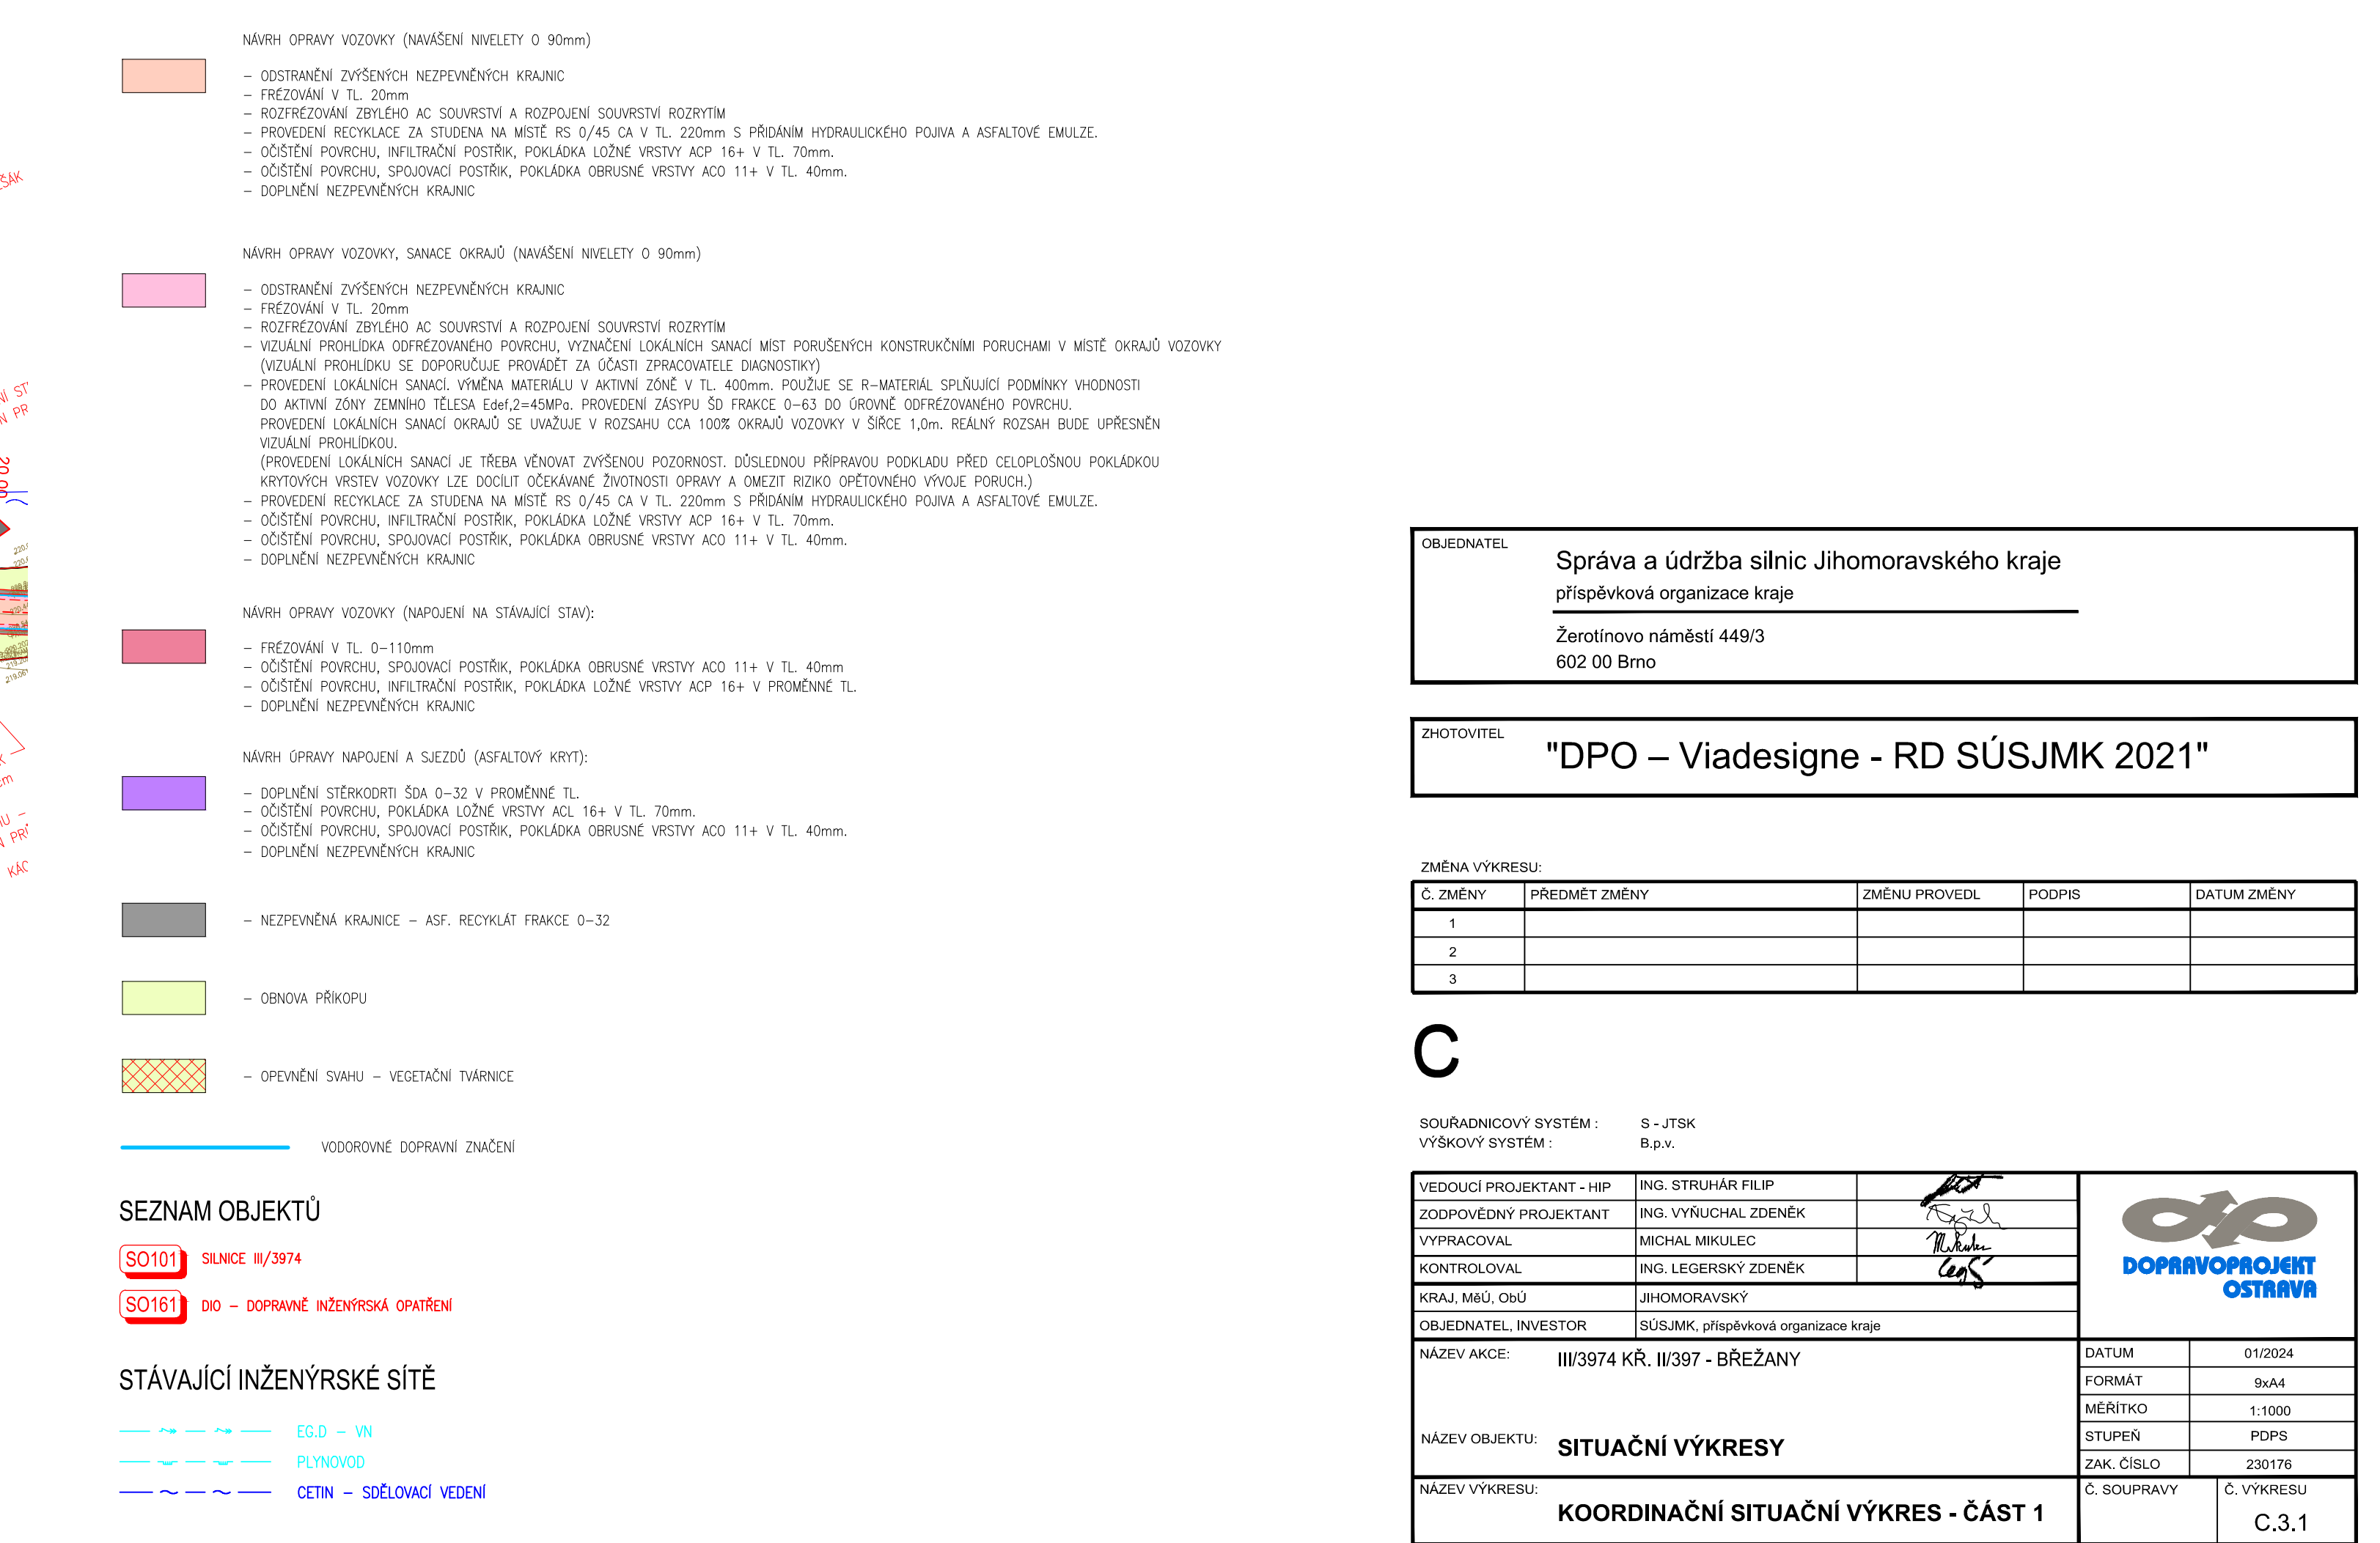 NÁVRH OPRAVY VOZOVKY (NAVÁŠENÍ NIVELETY O 90mm)
– ODSTRANĚNÍ ZVÝŠENÝCH NEZPEVNĚNÝCH KRAJNIC
– FRÉZOVÁNÍ V TL. 20mm
– ROZFRÉZOVÁNÍ ZBYLÉHO AC SOUVRSTVÍ A ROZPOJENÍ SOUVRSTVÍ ROZRYTÍM
– PROVEDENÍ RECYKLACE ZA STUDENA NA MÍSTĚ RS 0/45 CA V TL. 220mm S PŘIDÁNÍM HYDRAULICKÉHO POJIVA A ASFALTOVÉ EMULZE.
– OČIŠTĚNÍ POVRCHU, INFILTRAČNÍ POSTŘIK, POKLÁDKA LOŽNÉ VRSTVY ACP 16+ V TL. 70mm.
– OČIŠTĚNÍ POVRCHU, SPOJOVACÍ POSTŘIK, POKLÁDKA OBRUSNÉ VRSTVY ACO 11+ V TL. 40mm.
– DOPLNĚNÍ NEZPEVNĚNÝCH KRAJNIC
NÁVRH OPRAVY VOZOVKY, SANACE OKRAJŮ (NAVÁŠENÍ NIVELETY O 90mm)
– ODSTRANĚNÍ ZVÝŠENÝCH NEZPEVNĚNÝCH KRAJNIC
– FRÉZOVÁNÍ V TL. 20mm
– ROZFRÉZOVÁNÍ ZBYLÉHO AC SOUVRSTVÍ A ROZPOJENÍ SOUVRSTVÍ ROZRYTÍM
– VIZUÁLNÍ PROHLÍDKA ODFRÉZOVANÉHO POVRCHU, VYZNAČENÍ LOKÁLNÍCH SANACÍ MÍST PORUŠENÝCH KONSTRUKČNÍMI PORUCHAMI V MÍSTĚ OKRAJŮ VOZOVKY
(VIZUÁLNÍ PROHLÍDKU SE DOPORUČUJE PROVÁDĚT ZA ÚČASTI ZPRACOVATELE DIAGNOSTIKY)
– PROVEDENÍ LOKÁLNÍCH SANACÍ. VÝMĚNA MATERIÁLU V AKTIVNÍ ZÓNĚ V TL. 400mm. POUŽIJE SE R–MATERIÁL SPLŇUJÍCÍ PODMÍNKY VHODNOSTI
DO AKTIVNÍ ZÓNY ZEMNÍHO TĚLESA Edef,2=45MPa. PROVEDENÍ ZÁSYPU ŠD FRAKCE 0–63 DO ÚROVNĚ ODFRÉZOVANÉHO POVRCHU.
PROVEDENÍ LOKÁLNÍCH SANACÍ OKRAJŮ SE UVAŽUJE V ROZSAHU CCA 100% OKRAJŮ VOZOVKY V ŠÍŘCE 1,0m. REÁLNÝ ROZSAH BUDE UPŘESNĚN
VIZUÁLNÍ PROHLÍDKOU.
(PROVEDENÍ LOKÁLNÍCH SANACÍ JE TŘEBA VĚNOVAT ZVÝŠENOU POZORNOST. DŮSLEDNOU PŘÍPRAVOU PODKLADU PŘED CELOPLOŠNOU POKLÁDKOU
KRYTOVÝCH VRSTEV VOZOVKY LZE DOCÍLIT OČEKÁVANÉ ŽIVOTNOSTI OPRAVY A OMEZIT RIZIKO OPĚTOVNÉHO VÝVOJE PORUCH.)
– PROVEDENÍ RECYKLACE ZA STUDENA NA MÍSTĚ RS 0/45 CA V TL. 220mm S PŘIDÁNÍM HYDRAULICKÉHO POJIVA A ASFALTOVÉ EMULZE.
– OČIŠTĚNÍ POVRCHU, INFILTRAČNÍ POSTŘIK, POKLÁDKA LOŽNÉ VRSTVY ACP 16+ V TL. 70mm.
– OČIŠTĚNÍ POVRCHU, SPOJOVACÍ POSTŘIK, POKLÁDKA OBRUSNÉ VRSTVY ACO 11+ V TL. 40mm.
– DOPLNĚNÍ NEZPEVNĚNÝCH KRAJNIC
NÁVRH OPRAVY VOZOVKY (NAPOJENÍ NA STÁVAJÍCÍ STAV):
– FRÉZOVÁNÍ V TL. 0–110mm
– OČIŠTĚNÍ POVRCHU, SPOJOVACÍ POSTŘIK, POKLÁDKA OBRUSNÉ VRSTVY ACO 11+ V TL. 40mm
– OČIŠTĚNÍ POVRCHU, INFILTRAČNÍ POSTŘIK, POKLÁDKA LOŽNÉ VRSTVY ACP 16+ V PROMĚNNÉ TL.
– DOPLNĚNÍ NEZPEVNĚNÝCH KRAJNIC
NÁVRH ÚPRAVY NAPOJENÍ A SJEZDŮ (ASFALTOVÝ KRYT):
– DOPLNĚNÍ STĚRKODRTI ŠDA 0–32 V PROMĚNNÉ TL.
– OČIŠTĚNÍ POVRCHU, POKLÁDKA LOŽNÉ VRSTVY ACL 16+ V TL. 70mm.
– OČIŠTĚNÍ POVRCHU, SPOJOVACÍ POSTŘIK, POKLÁDKA OBRUSNÉ VRSTVY ACO 11+ V TL. 40mm.
– DOPLNĚNÍ NEZPEVNĚNÝCH KRAJNIC
– NEZPEVNĚNÁ KRAJNICE – ASF. RECYKLÁT FRAKCE 0–32
– OBNOVA PŘÍKOPU
– OPEVNĚNÍ SVAHU – VEGETAČNÍ TVÁRNICE
VODOROVNÉ DOPRAVNÍ ZNAČENÍ
SEZNAM OBJEKTŮ
SO101 SILNICE III/3974
SO161 DIO – DOPRAVNĚ INŽENÝRSKÁ OPATŘENÍ
STÁVAJÍCÍ INŽENÝRSKÉ SÍTĚ
EG.D – VN
PLYNOVOD
CETIN – SDĚLOVACÍ VEDENÍ
OBJEDNATEL
Správa a údržba silnic Jihomoravského kraje
příspěvková organizace kraje
Žerotínovo náměstí 449/3
602 00 Brno
ZHOTOVITEL
"DPO – Viadesigne - RD SÚSJMK 2021"
ZMĚNA VÝKRESU:
Č. ZMĚNY PŘEDMĚT ZMĚNY ZMĚNU PROVEDL PODPIS DATUM ZMĚNY
1
2
3
C
SOUŘADNICOVÝ SYSTÉM : S - JTSK
VÝŠKOVÝ SYSTÉM : B.p.v.
VEDOUCÍ PROJEKTANT - HIP ING. STRUHÁR FILIP
ZODPOVĚDNÝ PROJEKTANT ING. VYŇUCHAL ZDENĚK
VYPRACOVAL MICHAL MIKULEC
KONTROLOVAL ING. LEGERSKÝ ZDENĚK
DOPRAVOPROJEKT
OSTRAVA
KRAJ, MěÚ, ObÚ JIHOMORAVSKÝ
OBJEDNATEL, INVESTOR SÚSJMK, příspěvková organizace kraje
NÁZEV AKCE: III/3974 KŘ. II/397 - BŘEŽANY
DATUM 01/2024
FORMÁT 9xA4
MĚŘÍTKO 1:1000
NÁZEV OBJEKTU: SITUAČNÍ VÝKRESY
STUPEŇ PDPS
ZAK. ČÍSLO 230176
NÁZEV VÝKRESU: KOORDINAČNÍ SITUAČNÍ VÝKRES - ČÁST 1
Č. SOUPRAVY Č. VÝKRESU
C.3.1